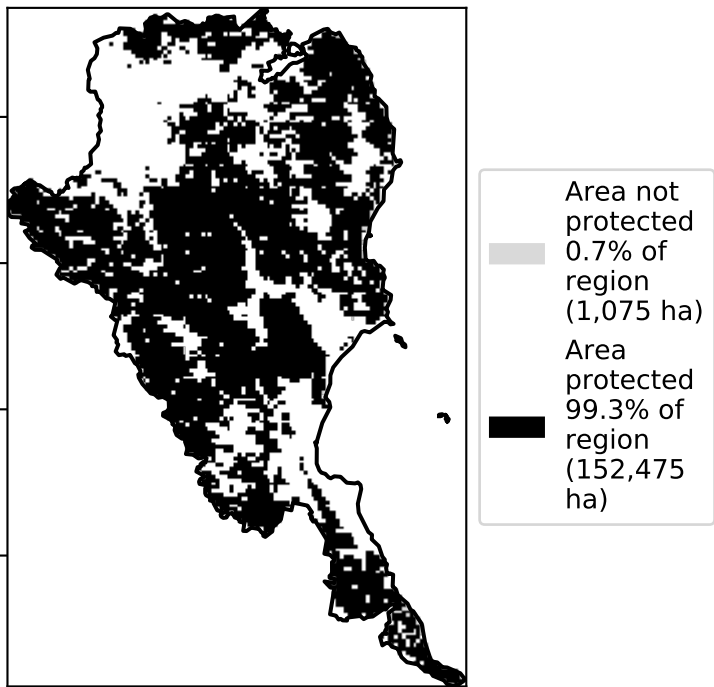 Area not
protected
0.7% of
region
(1,075 ha)
Area
protected
99.3% of
region
(152,475
ha)